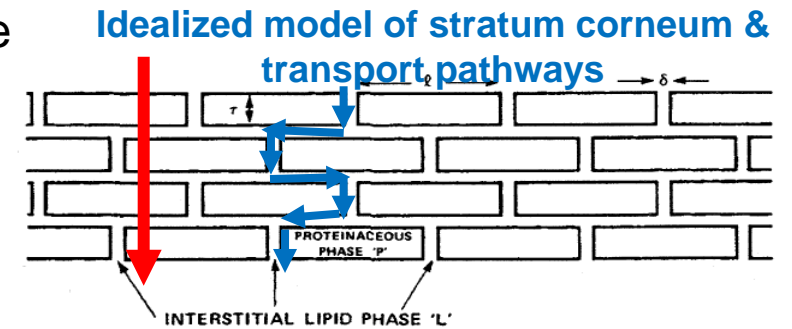 e
Idealized model of stratum corneum &
transport pathways
ℓ
δ
τ
PROTEINACEOUS
PHASE 'P'
INTERSTITIAL LIPID PHASE 'L'